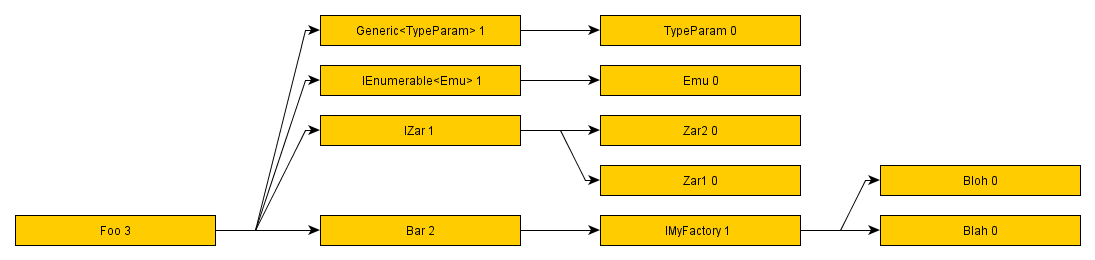 Generic<TypeParam> 1
TypeParam 0
IEnumerable<Emu> 1
Emu 0
IZar 1
Zar2 0
Zar1 0
Bloh 0
Foo 3
Bar 2
IMyFactory 1
Blah 0